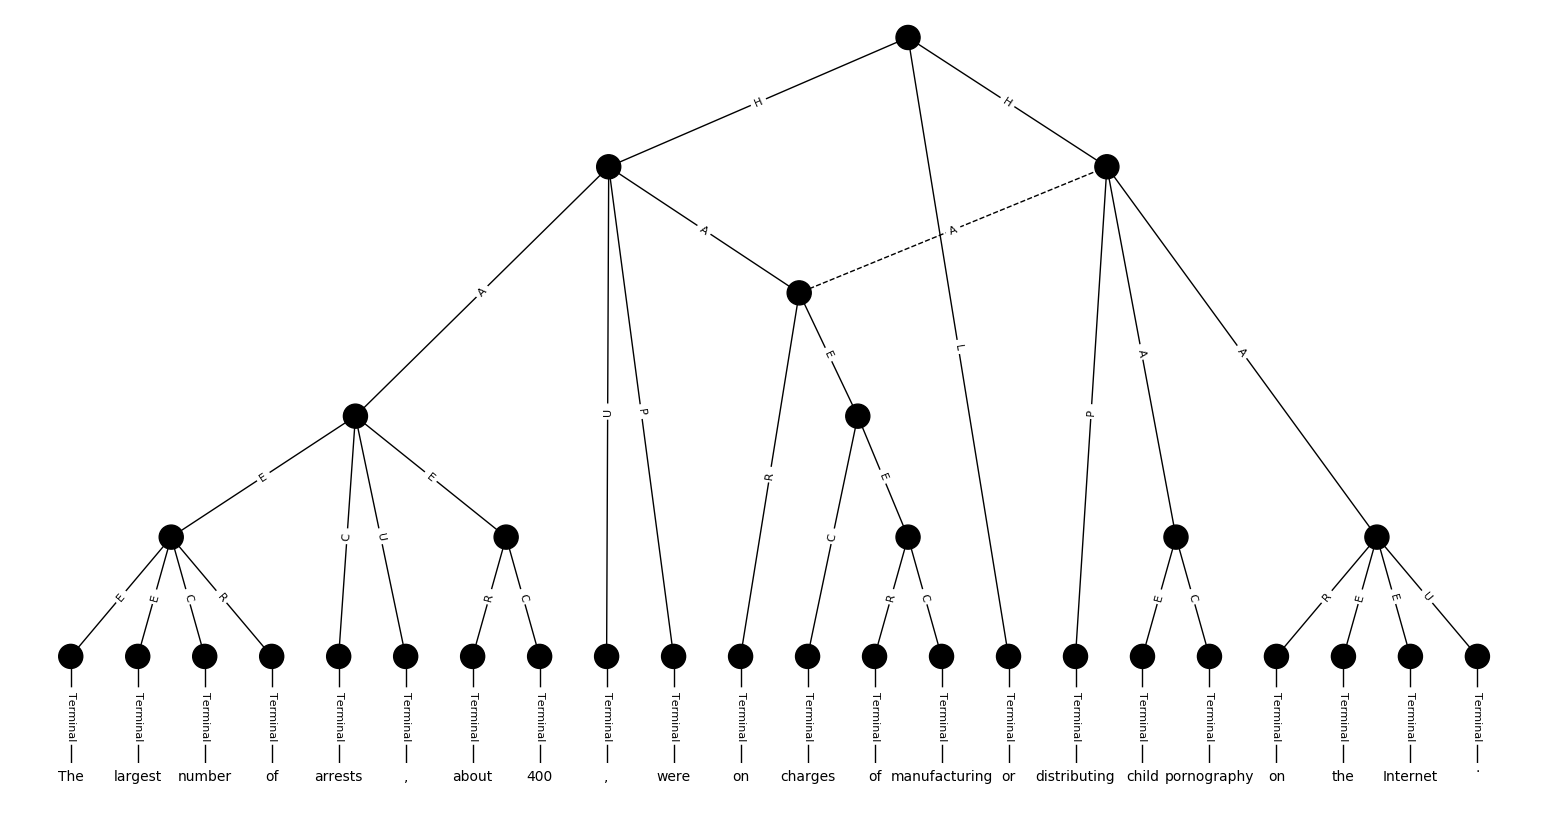 H
H
A
A
A
L
A
A
E
U
P
P
E
E
R
E
C
U
C
E
E
C
R
R
C
R
C
E
C
R
E
E
U
Terminal Terminal Terminal Terminal Terminal Terminal Terminal Terminal Terminal Terminal Terminal Terminal Terminal Terminal Terminal Terminal Terminal Terminal Terminal Terminal Terminal Terminal
The largest number of arrests , about 400 , were on charges of manufacturing or distributing child pornography on the Internet .